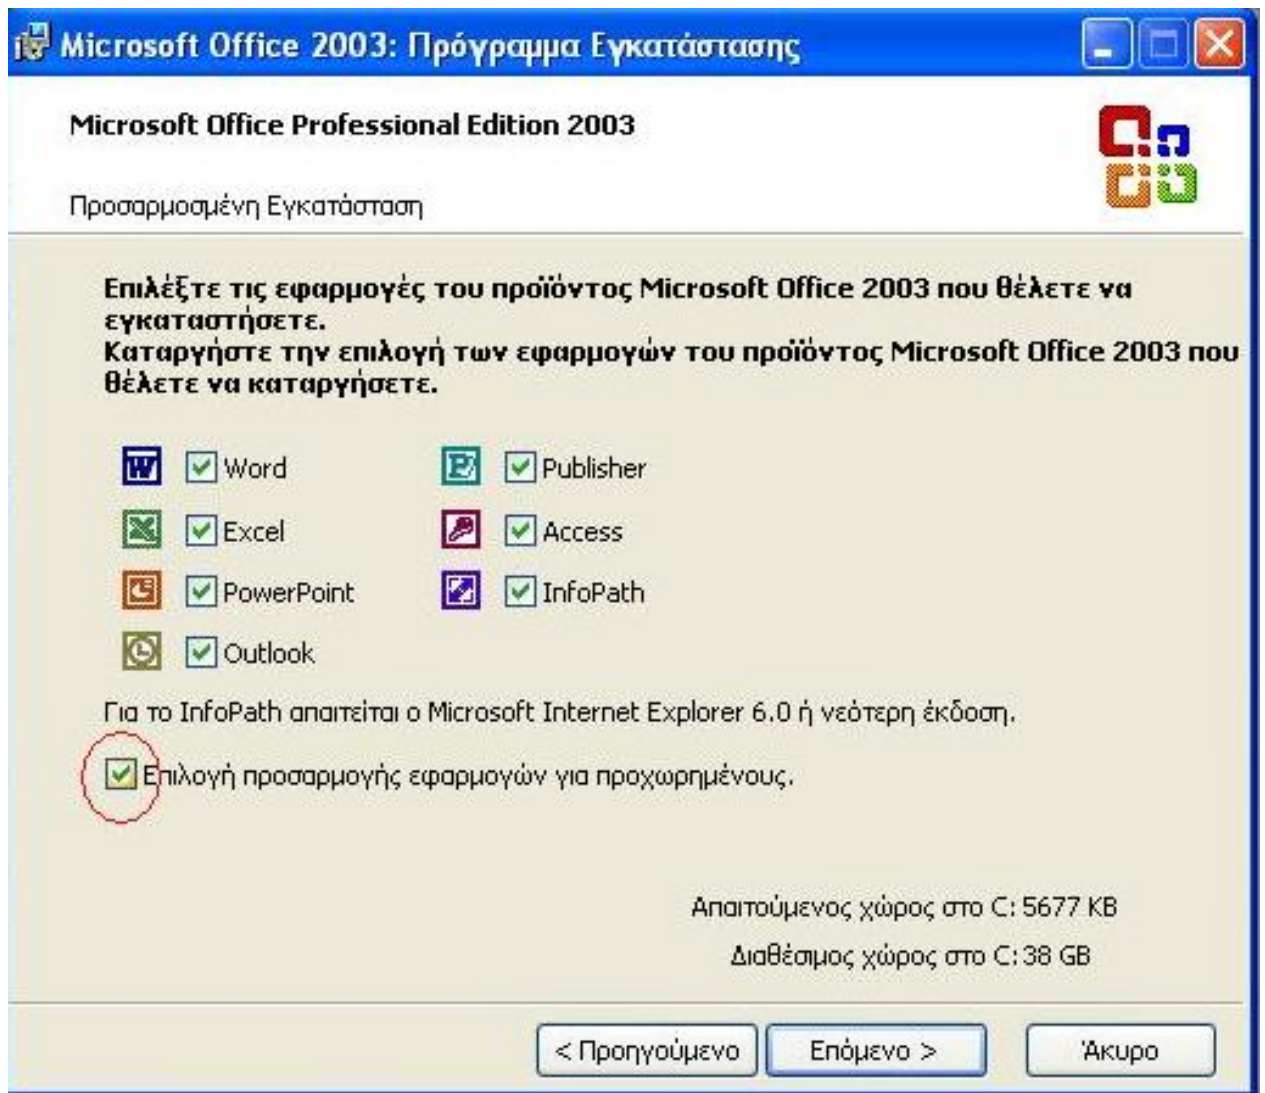 Microsoft Office 2003: Πρόγραμμα Εγκατάστασης
Microsoft Office Professional Edition 2003
Προσαρμοσμένη Εγκατάσταση
Επιλέξτε τις εφαρμογές του προϊόντος Microsoft Office 2003 που θέλετε να
εγκαταστήσετε.
Καταργήστε την επιλογή των εφαρμογών του προϊόντος Microsoft Office 2003 που
θέλετε να καταργήσετε.
Word
Publisher
Excel
Access
PowerPoint
InfoPath
Outlook
Για το InfoPath απαιτείται ο Microsoft Internet Explorer 6.0 ή νεότερη έκδοση.
Επιλογή προσαρμογής εφαρμογών για προχωρημένους.
Απαιτούμενος χώρος στο C: 5677 KB
Διαθέσιμος χώρος στο C: 38 GB
< Προηγούμενο Επόμενο > Άκυρο